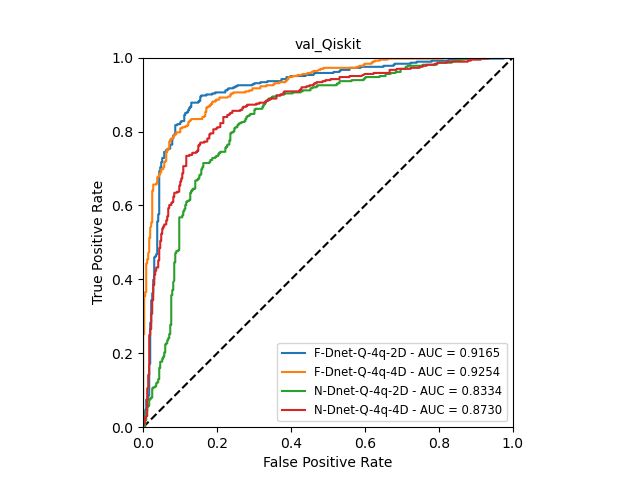 val_Qiskit
1.0
0.8
0.6
0.4
0.2
0.0
True Positive Rate
F-Dnet-Q-4q-2D - AUC = 0.9165
F-Dnet-Q-4q-4D - AUC = 0.9254
N-Dnet-Q-4q-2D - AUC = 0.8334
N-Dnet-Q-4q-4D - AUC = 0.8730
0.0 0.2 0.4 0.6 0.8 1.0
False Positive Rate